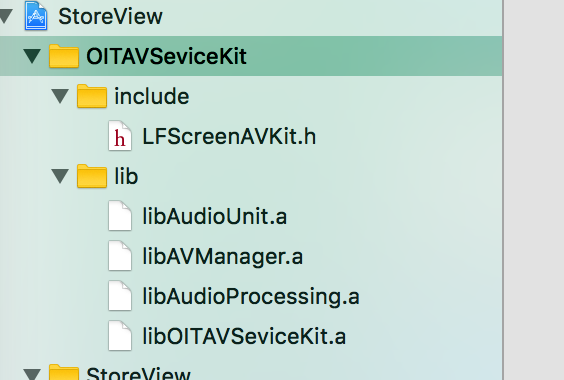 StoreView
OITAVSeviceKit
include
h LFScreenAVKit.h
lib
libAudioUnit.a
libAVManager.a
libAudioProcessing.a
libOITAVSeviceKit.a
StoreView